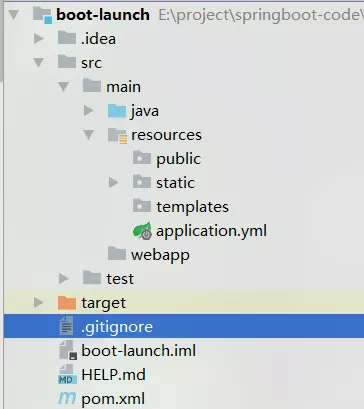 boot-launch E:\project\springboot-code\
.idea
src
main
java
resources
public
static
templates
application.yml
webapp
test
target
.gitignore
boot-launch.iml
MD HELP.md
m pom.xml